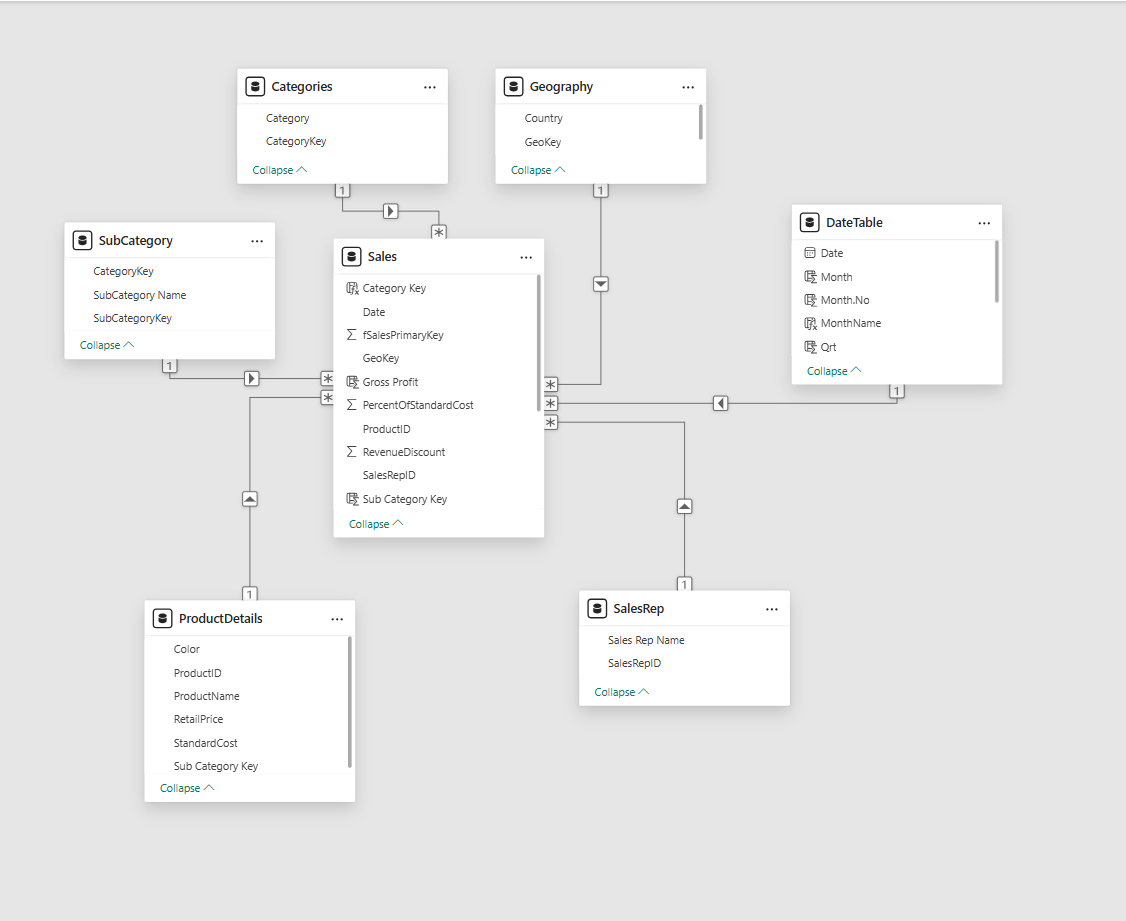 Categories
Category
CategoryKey
Collapse
1
Geography
Country
GeoKey
Collapse
1
SubCategory
CategoryKey
SubCategory Name
SubCategoryKey
Collapse
1
*
Sales
Category Key
Date
fSalesPrimaryKey
GeoKey
Gross Profit
PercentOfStandardCost
ProductID
RevenueDiscount
SalesRepID
Sub Category Key
Collapse
*
*
*
*
*
DateTable
Date
Month
Month.No
MonthName
Qrt
Collapse
1
1
ProductDetails
Color
ProductID
ProductName
RetailPrice
StandardCost
Sub Category Key
Collapse
1
SalesRep
Sales Rep Name
SalesRepID
Collapse